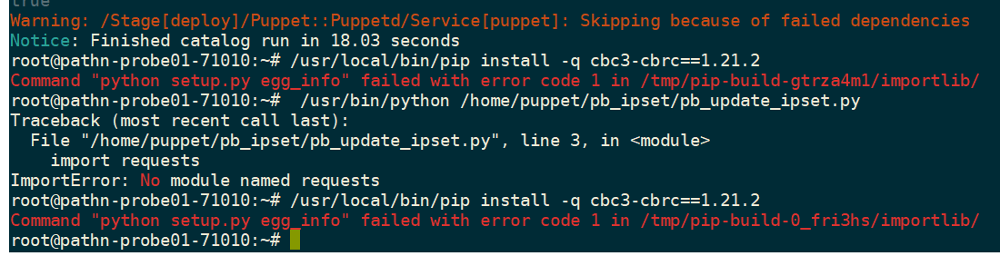 true
Warning: /Stage[deploy]/Puppet::Puppetd/Service[puppet]: Skipping because of failed dependencies
Notice: Finished catalog run in 18.03 seconds
root@pathn-probe01-71010:~# /usr/local/bin/pip install -q cbc3-cbrc==1.21.2
Command "python setup.py egg_info" failed with error code 1 in /tmp/pip-build-gtrza4m1/importlib/
root@pathn-probe01-71010:~#  /usr/bin/python /home/puppet/pb_ipset/pb_update_ipset.py
Traceback (most recent call last):
  File "/home/puppet/pb_ipset/pb_update_ipset.py", line 3, in <module>
    import requests
ImportError: No module named requests
root@pathn-probe01-71010:~# /usr/local/bin/pip install -q cbc3-cbrc==1.21.2
Command "python setup.py egg_info" failed with error code 1 in /tmp/pip-build-0_fri3hs/importlib/
root@pathn-probe01-71010:~#